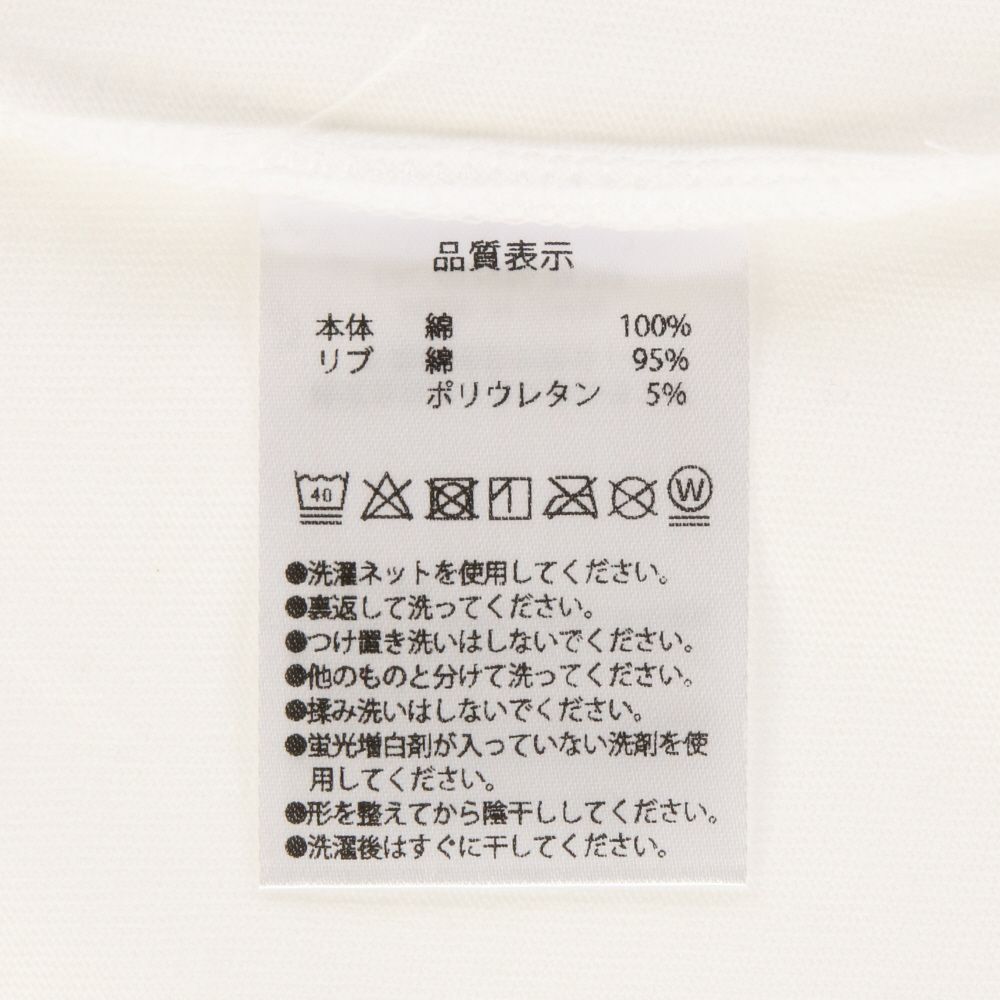 品質表示
本体 綿 100%
リブ 綿 95%
ポリウレタン 5%
40 W
●洗濯ネットを使用してください。
●裏返して洗ってください。
●つけ置き洗いはしないでください。
●他のものと分けて洗ってください。
●揉み洗いはしないでください。
●蛍光増白剤が入っていない洗剤を使
用してください。
●形を整えてから陰干ししてください。
●洗濯後はすぐに干してください。